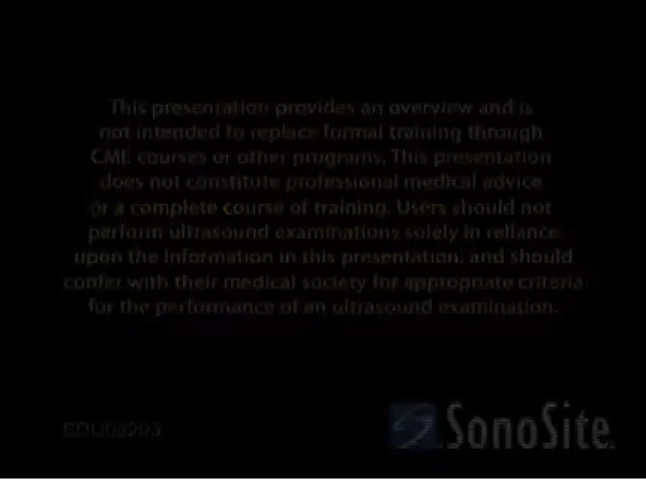 This presentation provides an overview and is
not intended to replace formal training through
CME courses or other programs. This presentation
does not constitute professional medical advice
or a complete course of training. Users should not
perform ultrasound examinations solely in reliance
upon the information in this presentation, and should
confer with their medical society for appropriate criteria
for the performance of an ultrasound examination.
SonoSite